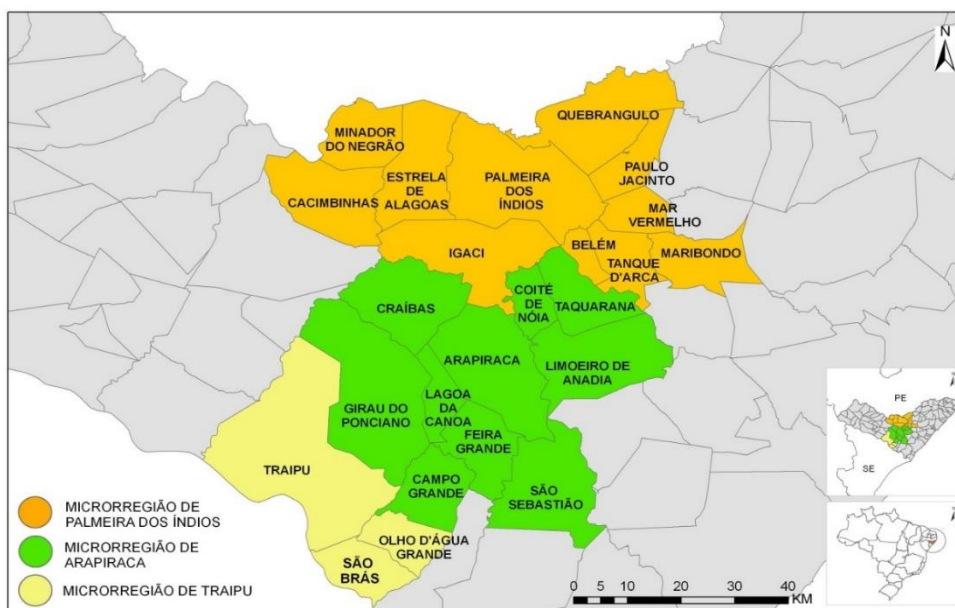 N
QUEBRANGULO
MINADOR
DO NEGRÃO
PAULO
JACINTO
ESTRELA
DE
ALAGOAS
PALMEIRA
DOS
ÍNDIOS
CACIMBINHAS
MAR
VERMELHO
IGACI
BELÉM
MARIBONDO
TANQUE
D'ARCA
COITÉ
DE
NÓIA
CRAÍBAS
TAQUARANA
ARAPIRACA
LIMOEIRO DE
ANADIA
LAGOA
DA
CANOA
GIRAU DO
PONCIANO
FEIRA
GRANDE
TRAIPU
CAMPO
GRANDE
SÃO
SEBASTIÃO
OLHO D'ÁGUA
GRANDE
SÃO
BRÁS
PE
SE
MICRORREGIÃO DE
PALMEIRA DOS ÍNDIOS
MICRORREGIÃO DE
ARAPIRACA
MICRORREGIÃO DE TRAIPU
0 5 10 20 30 40
KM